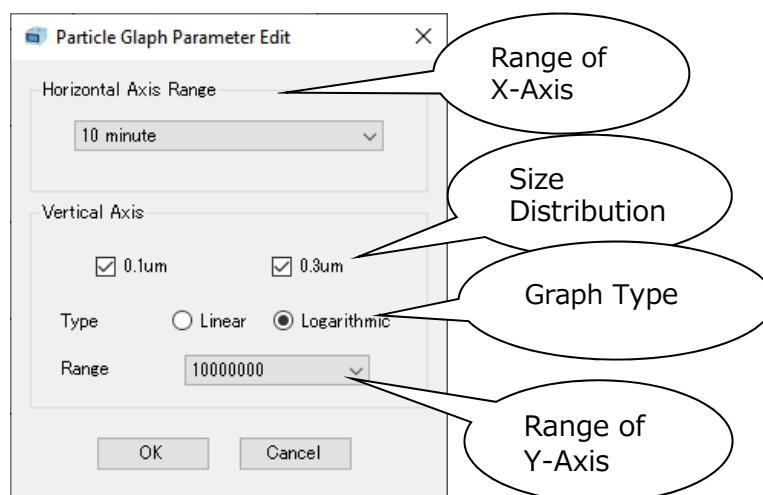 Particle Glaph Parameter Edit
Range of
X-Axis
Horizontal Axis Range
10 minute
Size
Distribution
Vertical Axis
0.1um 0.3um
Graph Type
Type Linear Logarithmic
Range 10000000
Range of
Y-Axis
OK Cancel